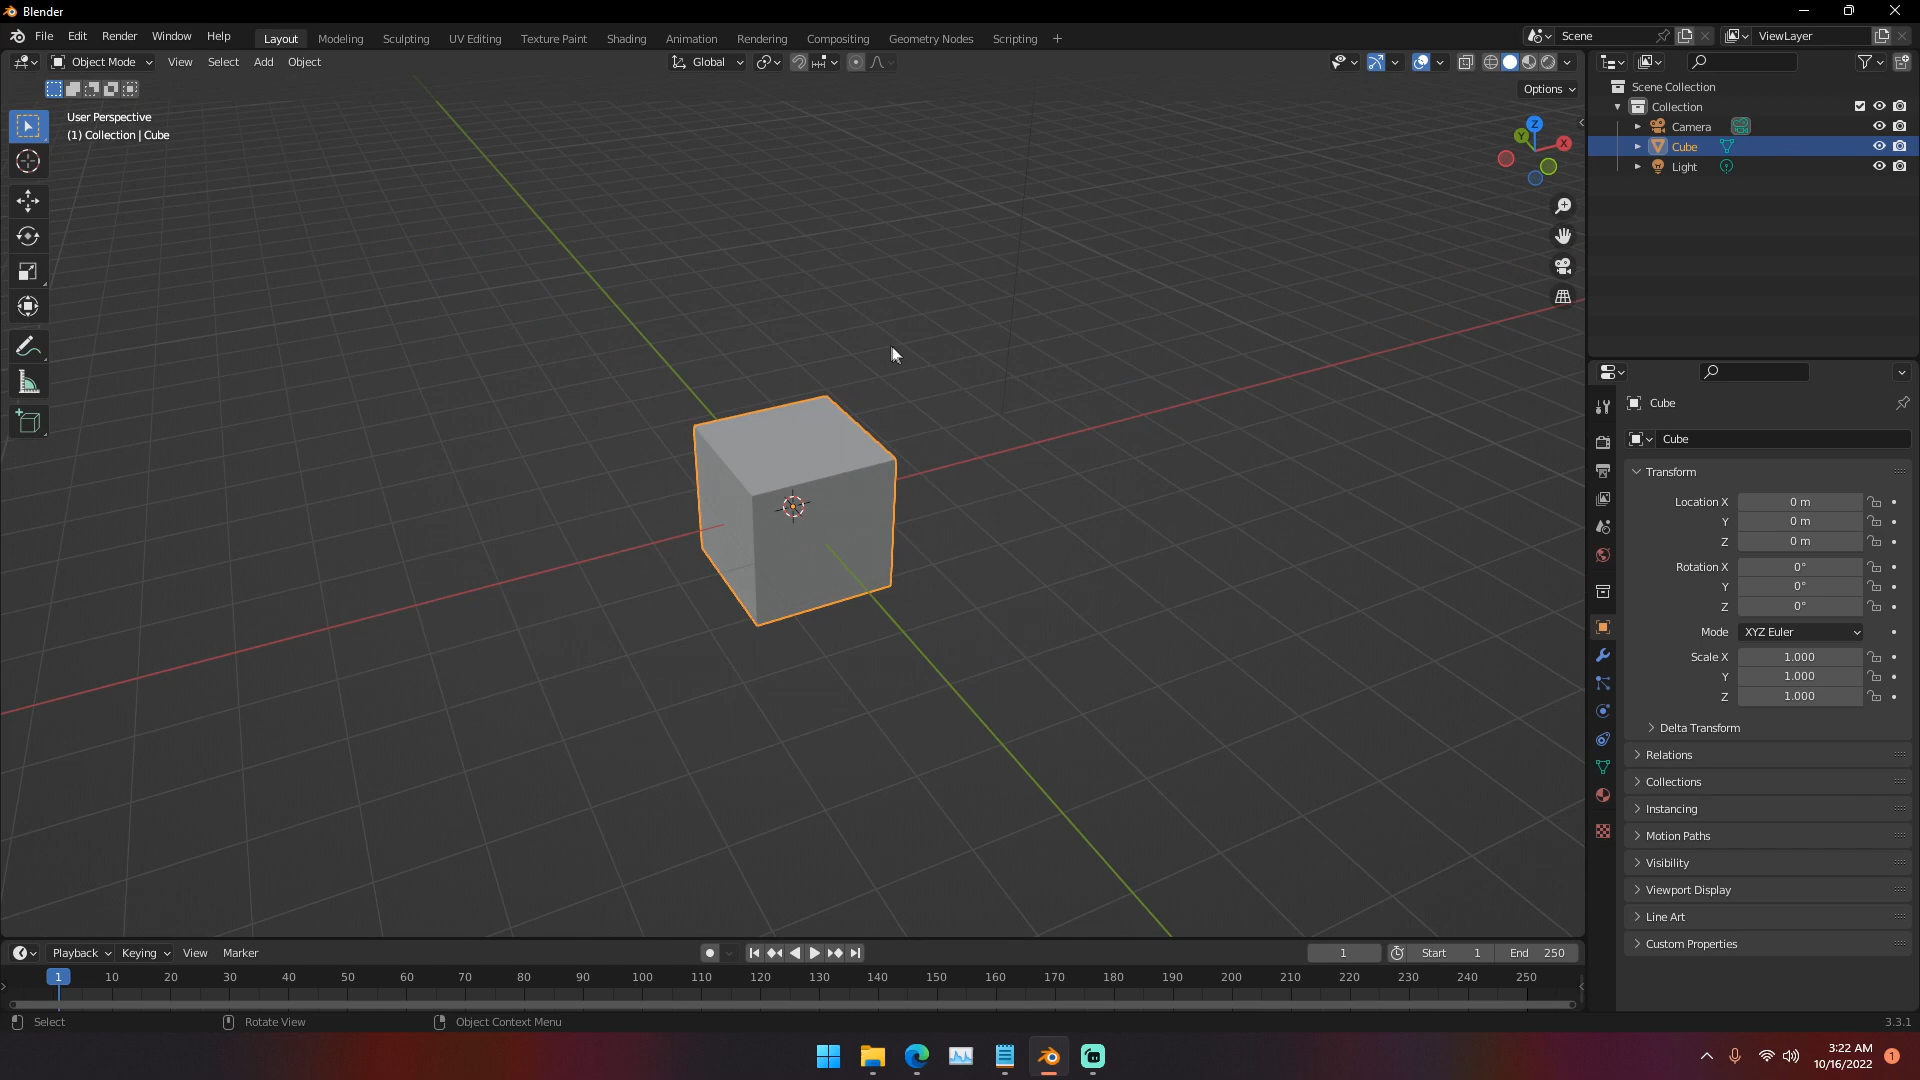 Blender
File Edit Render Window Help Layout Modeling Sculpting UV Editing Texture Paint Shading Animation Rendering Compositing Geometry Nodes Scripting + Scene ViewLayer
Object Mode View Select Add Object Global
Options
User Perspective
(1) Collection | Cube
Z
Y
X
Scene Collection
Collection
Camera
Cube
Light
Cube
Cube
Transform
Location X 0 m
Y 0 m
Z 0 m
Rotation X 0°
Y 0°
Z 0°
Mode XYZ Euler
Scale X 1.000
Y 1.000
Z 1.000
Delta Transform
Relations
Collections
Instancing
Motion Paths
Visibility
Viewport Display
Line Art
Custom Properties
Playback Keying View Marker 1 Start 1 End 250
1 10 20 30 40 50 60 70 80 90 100 110 120 130 140 150 160 170 180 190 200 210 220 230 240 250
Select Rotate View Object Context Menu 3.3.1
3:22 AM
10/16/2022
1